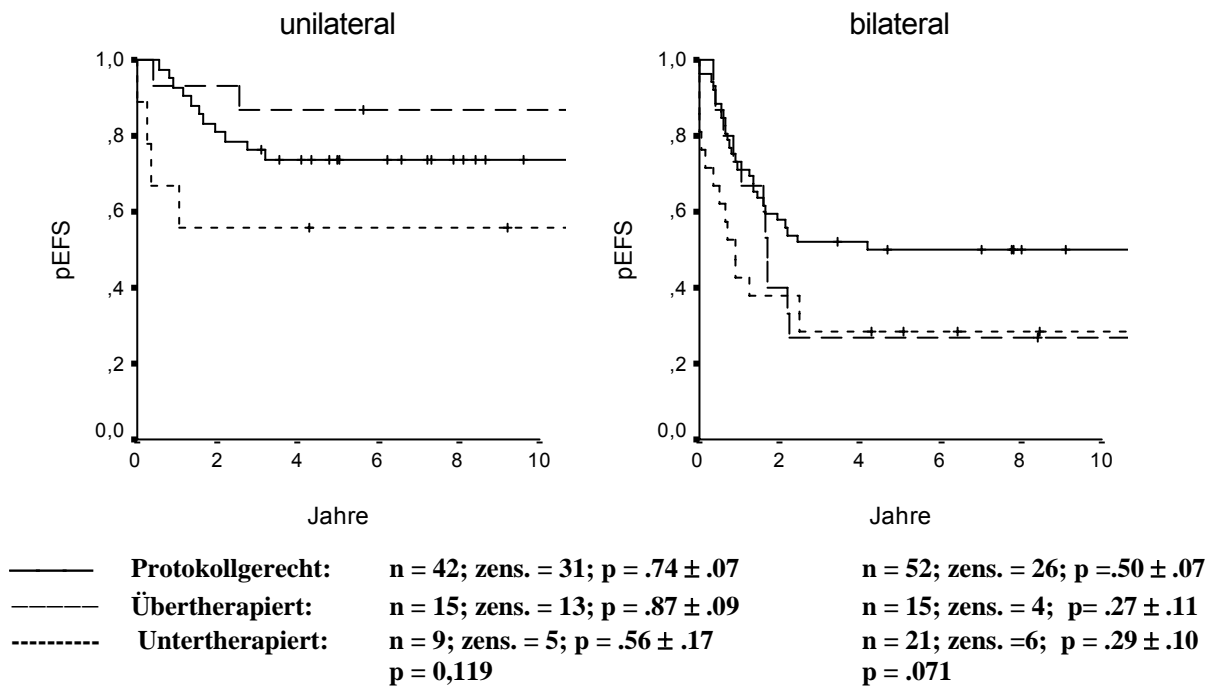 unilateral
bilateral
1,0
,8
,6
,4
,2
0,0
pEFS
0
2
4
6
8
10
Jahre
1,0
,8
,6
,4
,2
0,0
pEFS
0
2
4
6
8
10
Jahre
Protokollgerecht: n = 42; zens. = 31; p = .74 ± .07 n = 52; zens. = 26; p =.50 ± .07
Übertherapiert: n = 15; zens. = 13; p = .87 ± .09 n = 15; zens. = 4; p= .27 ± .11
Untertherapiert: n = 9; zens. = 5; p = .56 ± .17 n = 21; zens. =6; p = .29 ± .10
p = 0,119 p = .071